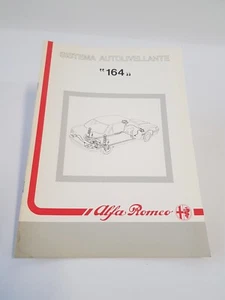 SISTEMA AUTOLIVELLANTE
"164"
Alfa Romeo